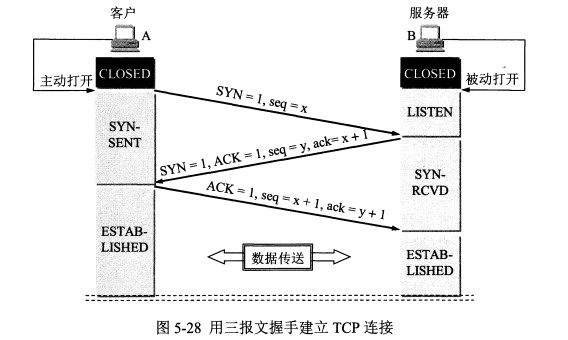 客户
服务器
A
B
主动打开
CLOSED
CLOSED
被动打开
SYN = 1, seq = x
LISTEN
SYN-
SENT
SYN = 1, ACK = 1, seq = y, ack= x + 1
SYN-
RCVD
ACK = 1, seq = x + 1, ack = y + 1
ESTAB-
LISHED
数据传送
ESTAB-
LISHED
图 5-28 用三报文握手建立 TCP 连接